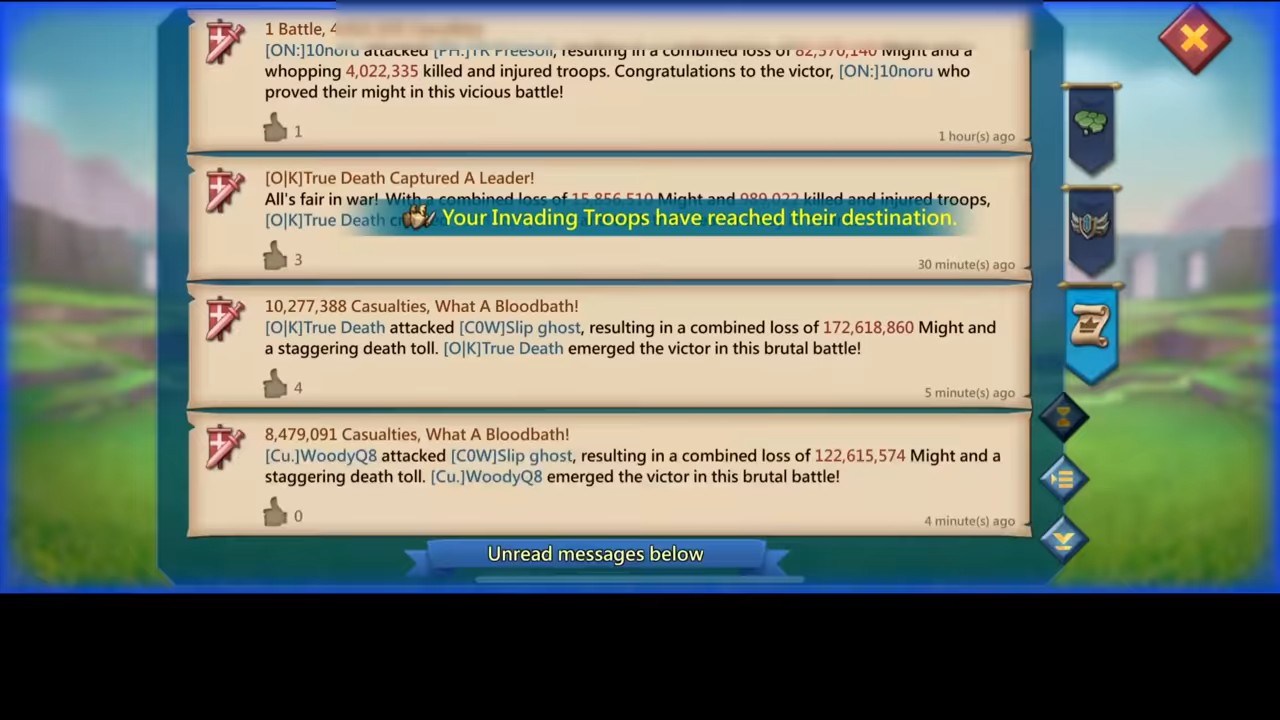 1 Battle, 4
[ON:]10noru attacked [PH:]TK Freesoil, resulting in a combined loss of 82,570,140 Might and a
whopping 4,022,335 killed and injured troops. Congratulations to the victor, [ON:]10noru who
proved their might in this vicious battle!
1
1 hour(s) ago
[O|K]True Death Captured A Leader!
All's fair in war! With a combined loss of 15,856,510 Might and 989,022 killed and injured troops,
[O|K]True Death
Your Invading Troops have reached their destination.
3
30 minute(s) ago
10,277,388 Casualties, What A Bloodbath!
[O|K]True Death attacked [C0W]Slip ghost, resulting in a combined loss of 172,618,860 Might and
a staggering death toll. [O|K]True Death emerged the victor in this brutal battle!
4
5 minute(s) ago
8,479,091 Casualties, What A Bloodbath!
[Cu.]WoodyQ8 attacked [C0W]Slip ghost, resulting in a combined loss of 122,615,574 Might and a
staggering death toll. [Cu.]WoodyQ8 emerged the victor in this brutal battle!
0
4 minute(s) ago
Unread messages below